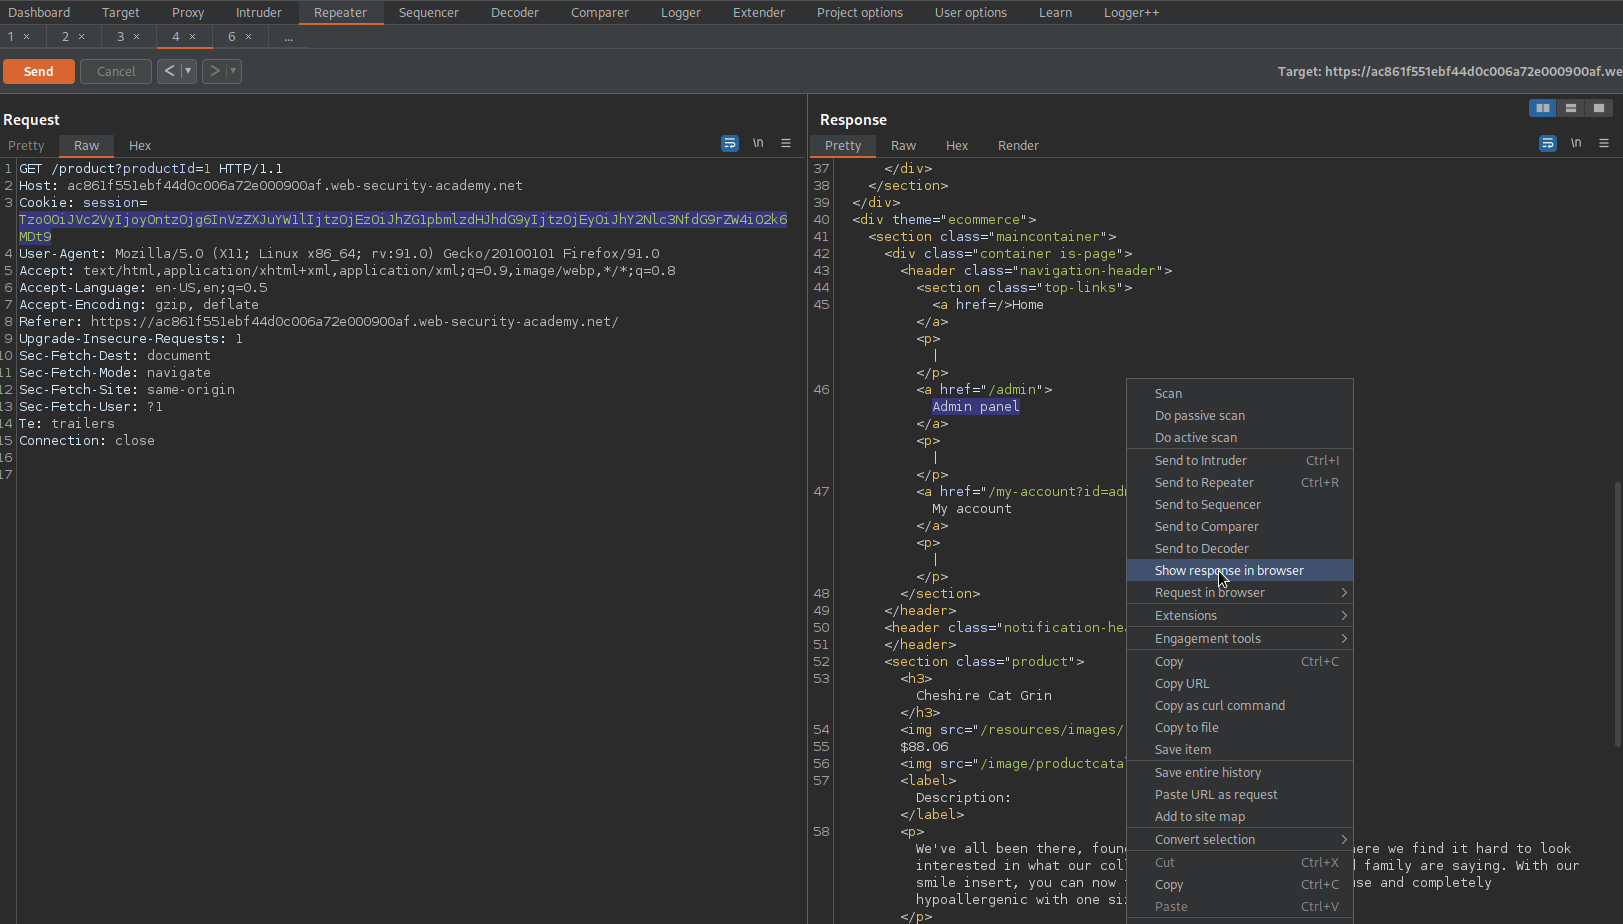 Dashboard Target Proxy Intruder Repeater Sequencer Decoder Comparer Logger Extender Project options User options Learn Logger++
1 × 2 × 3 × 4 × 6 × ...
Send Cancel < ▾ > ▾ Target: https://ac861f551ebf44d0c006a72e000900af.we
Request
Pretty Raw Hex \n ≡
1 GET /product?productId=1 HTTP/1.1
2 Host: ac861f551ebf44d0c006a72e000900af.web-security-academy.net
3 Cookie: session=
Tzo0OiJVc2VyIjoyOntzOjg6InVzZXJuYW1lIjtzOjEzOiJhZG1pbmlzdHJhdG9yIjtzOjEyOiJhY2Nlc3NfdG9rZW4iO2k6
MDt9
4 User-Agent: Mozilla/5.0 (X11; Linux x86_64; rv:91.0) Gecko/20100101 Firefox/91.0
5 Accept: text/html,application/xhtml+xml,application/xml;q=0.9,image/webp,*/*;q=0.8
6 Accept-Language: en-US,en;q=0.5
7 Accept-Encoding: gzip, deflate
8 Referer: https://ac861f551ebf44d0c006a72e000900af.web-security-academy.net/
9 Upgrade-Insecure-Requests: 1
10 Sec-Fetch-Dest: document
11 Sec-Fetch-Mode: navigate
12 Sec-Fetch-Site: same-origin
13 Sec-Fetch-User: ?1
14 Te: trailers
15 Connection: close
16
17
Response
Pretty Raw Hex Render \n ≡
37 </div>
38 </section>
39 </div>
40 <div theme="ecommerce">
41 <section class="maincontainer">
42 <div class="container is-page">
43 <header class="navigation-header">
44 <section class="top-links">
45 <a href=/>Home
</a>
<p>
|
</p>
46 <a href="/admin">
Admin panel
</a>
<p>
|
</p>
47 <a href="/my-account?id=adm
My account
</a>
<p>
|
</p>
48 </section>
49 </header>
50 <header class="notification-hea
51 </header>
52 <section class="product">
53 <h3>
Cheshire Cat Grin
</h3>
54 <img src="/resources/images/
55 $88.06
56 <img src="/image/productcata
57 <label>
Description:
</label>
58 <p>
We've all been there, foun here we find it hard to look
interested in what our col d family are saying. With our
smile insert, you can now use and completely
hypoallergenic with one si
</p>
Scan
Do passive scan
Do active scan
Send to Intruder Ctrl+I
Send to Repeater Ctrl+R
Send to Sequencer
Send to Comparer
Send to Decoder
Show response in browser
Request in browser >
Extensions >
Engagement tools >
Copy Ctrl+C
Copy URL
Copy as curl command
Copy to file
Save item
Save entire history
Paste URL as request
Add to site map
Convert selection >
Cut Ctrl+X
Copy Ctrl+C
Paste Ctrl+V